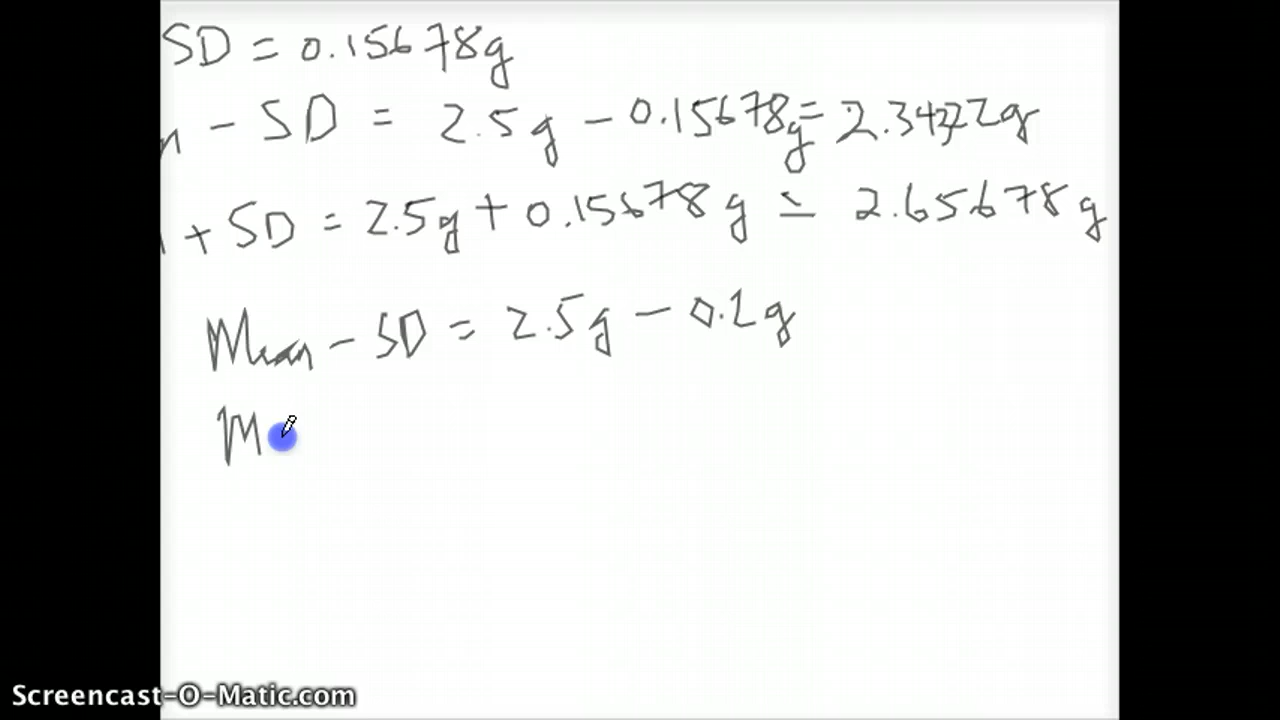 SD = 0.15678g
n - SD = 2.5g - 0.15678g = 2.34322g
+ SD = 2.5g + 0.15678g = 2.65678g
Mean - SD = 2.5g - 0.2g
M
Screencast-O-Matic.com